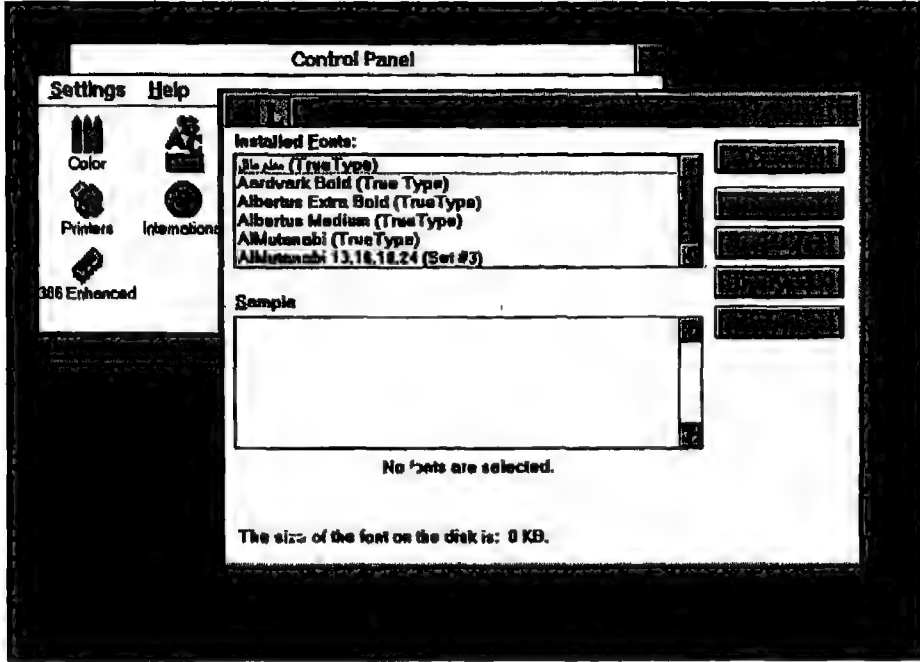 Control Panel
Settings Help
Color
Printers
Internationa
386 Enhanced
Installed Fonts:
(TrueType)
Aardvark Bold (True Type)
Albertus Extra Bold (TrueType)
Albertus Medium (TrueType)
AlMutanabi (TrueType)
AlMutanabi 13,16,18,24 (Set #3)
Sample
No fonts are selected.
The size of the font on the disk is: 0 KB.